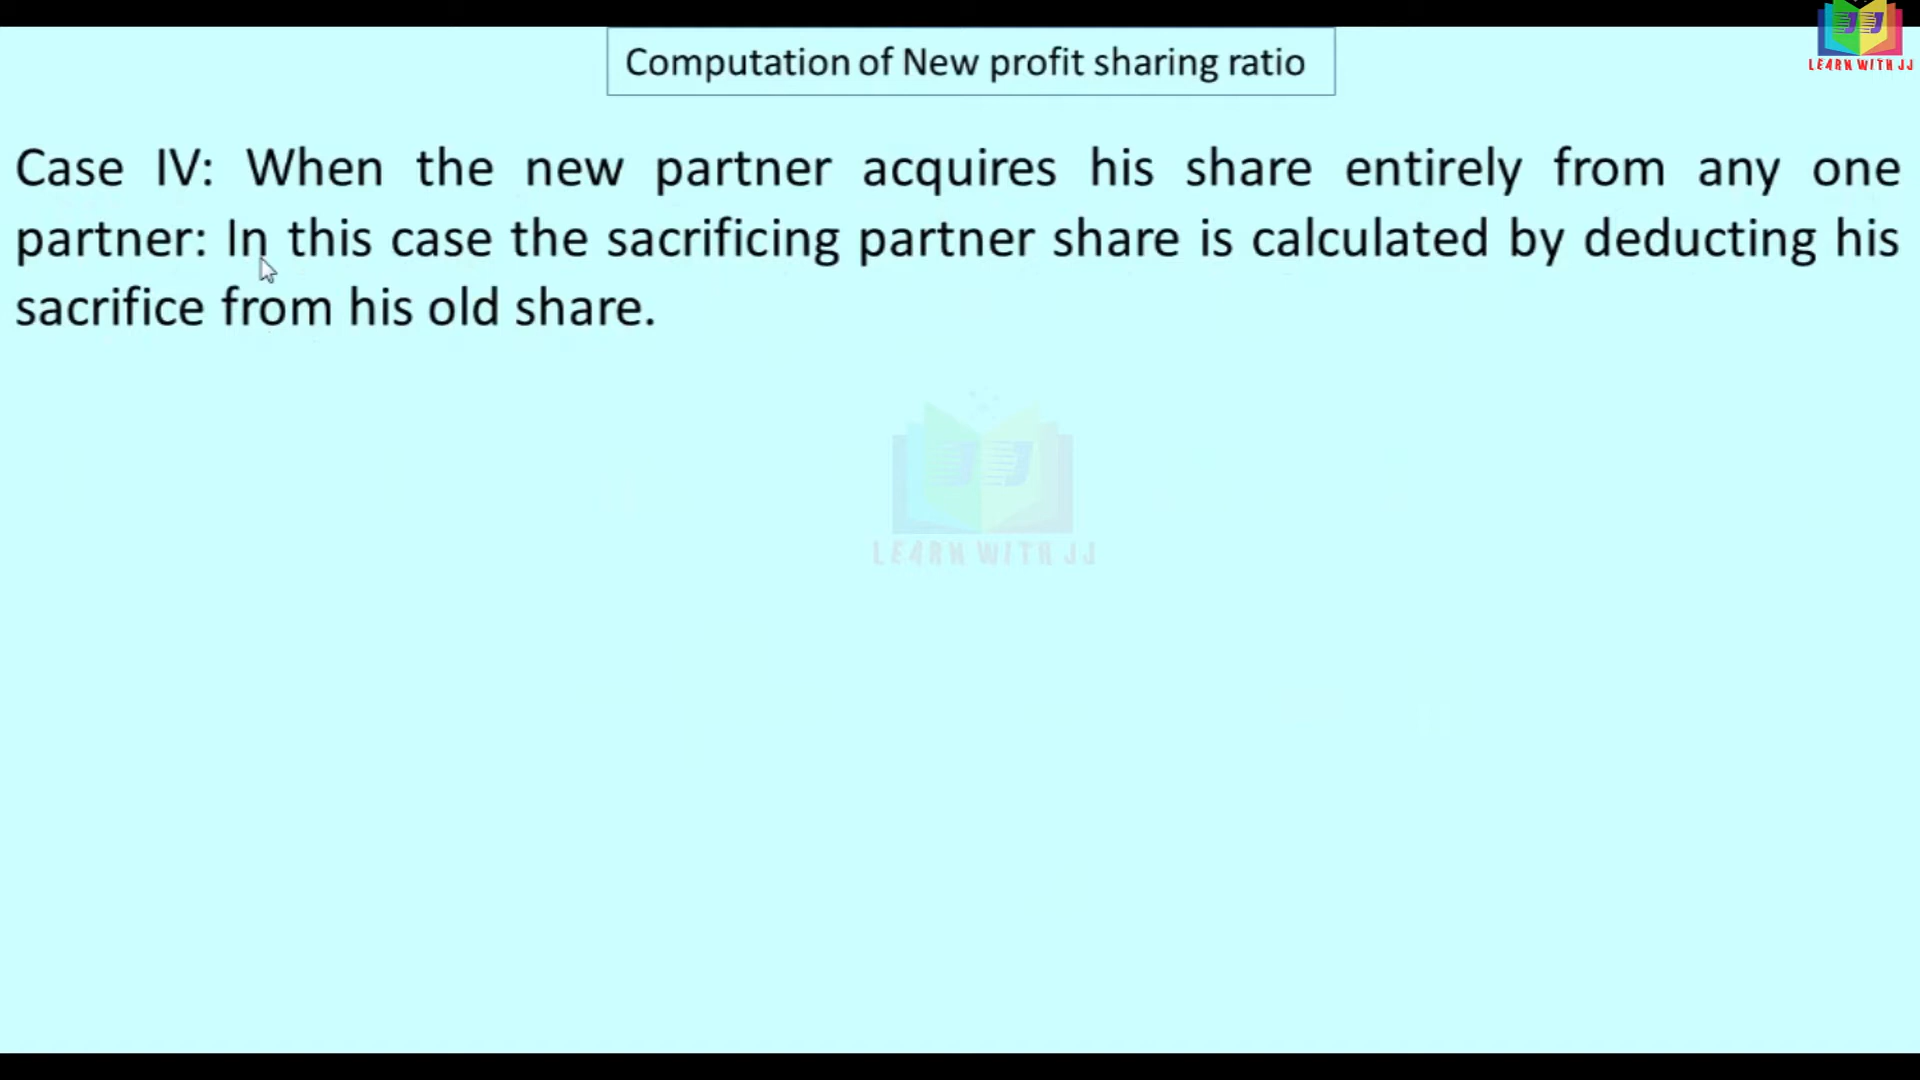 Computation of New profit sharing ratio
LEARN WITH JJ
Case IV: When the new partner acquires his share entirely from any one
partner: In this case the sacrificing partner share is calculated by deducting his
sacrifice from his old share.
JJ
LEARN WITH JJ